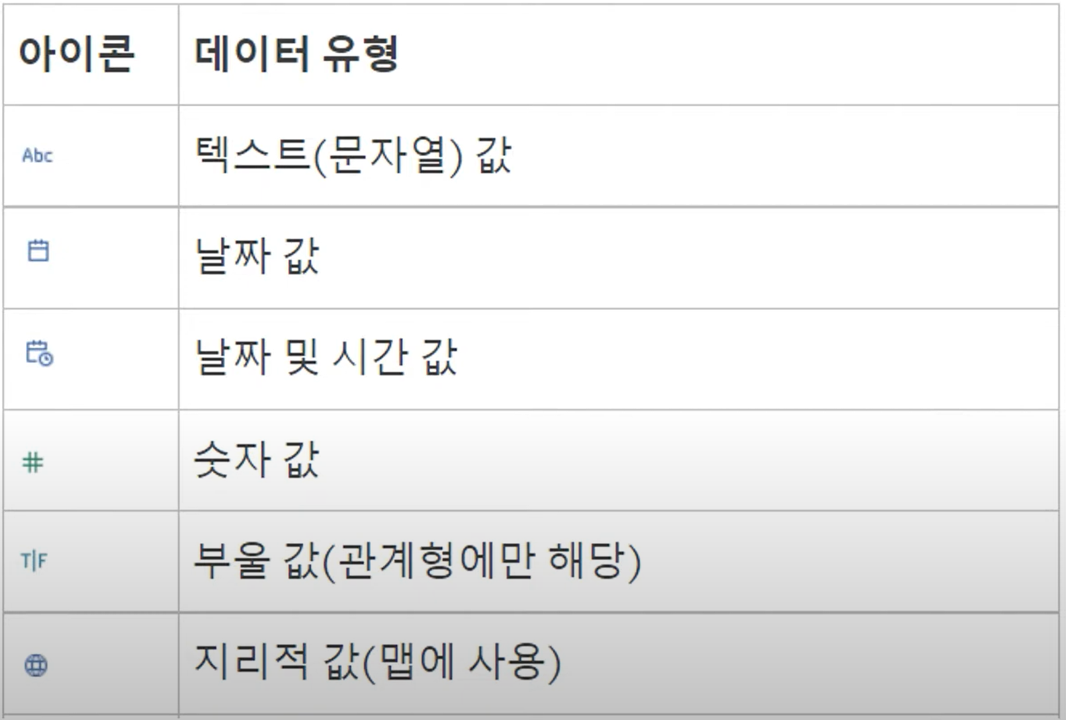 아이콘 데이터 유형
Abc 텍스트(문자열) 값
날짜 값
날짜 및 시간 값
# 숫자 값
T|F 부울 값(관계형에만 해당)
지리적 값(맵에 사용)